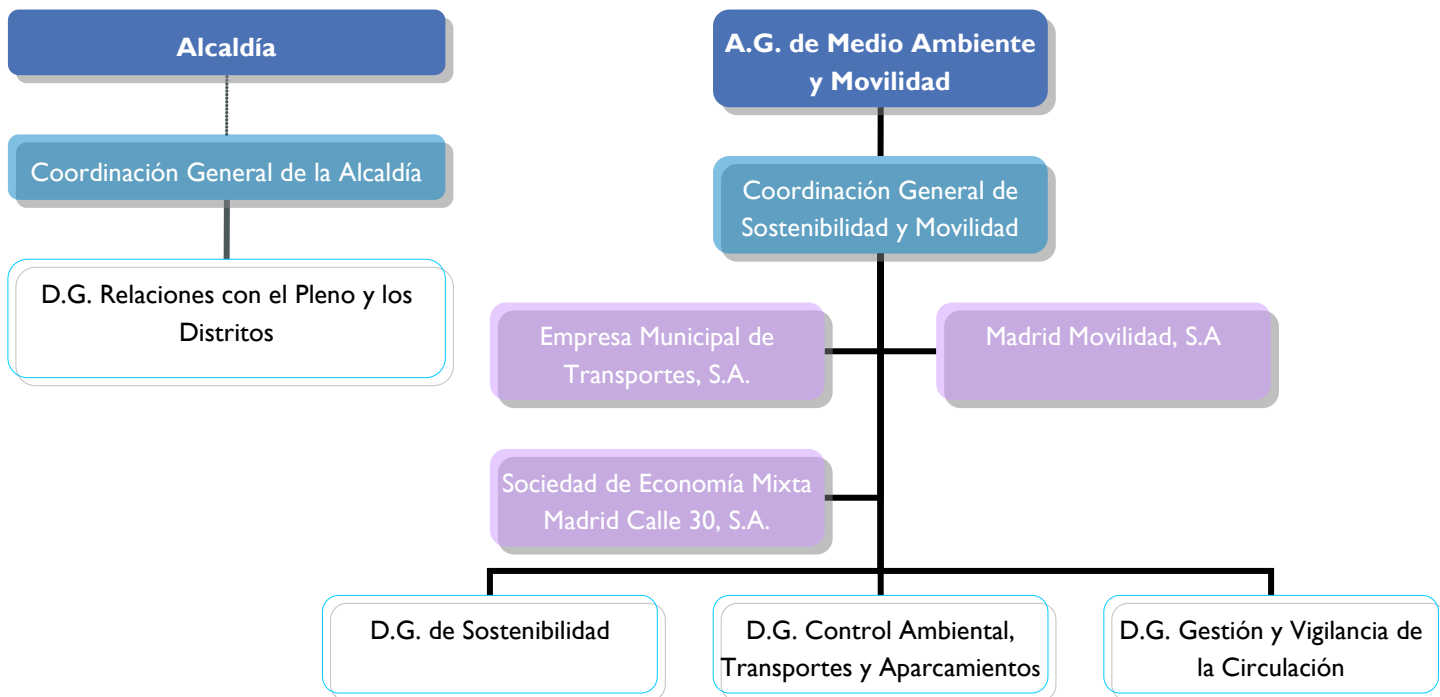 Alcaldía
Coordinación General de la Alcaldía
D.G. Relaciones con el Pleno y los
Distritos
A.G. de Medio Ambiente
y Movilidad
Coordinación General de
Sostenibilidad y Movilidad
Empresa Municipal de
Transportes, S.A.
Madrid Movilidad, S.A
Sociedad de Economía Mixta
Madrid Calle 30, S.A.
D.G. de Sostenibilidad
D.G. Control Ambiental,
Transportes y Aparcamientos
D.G. Gestión y Vigilancia de
la Circulación